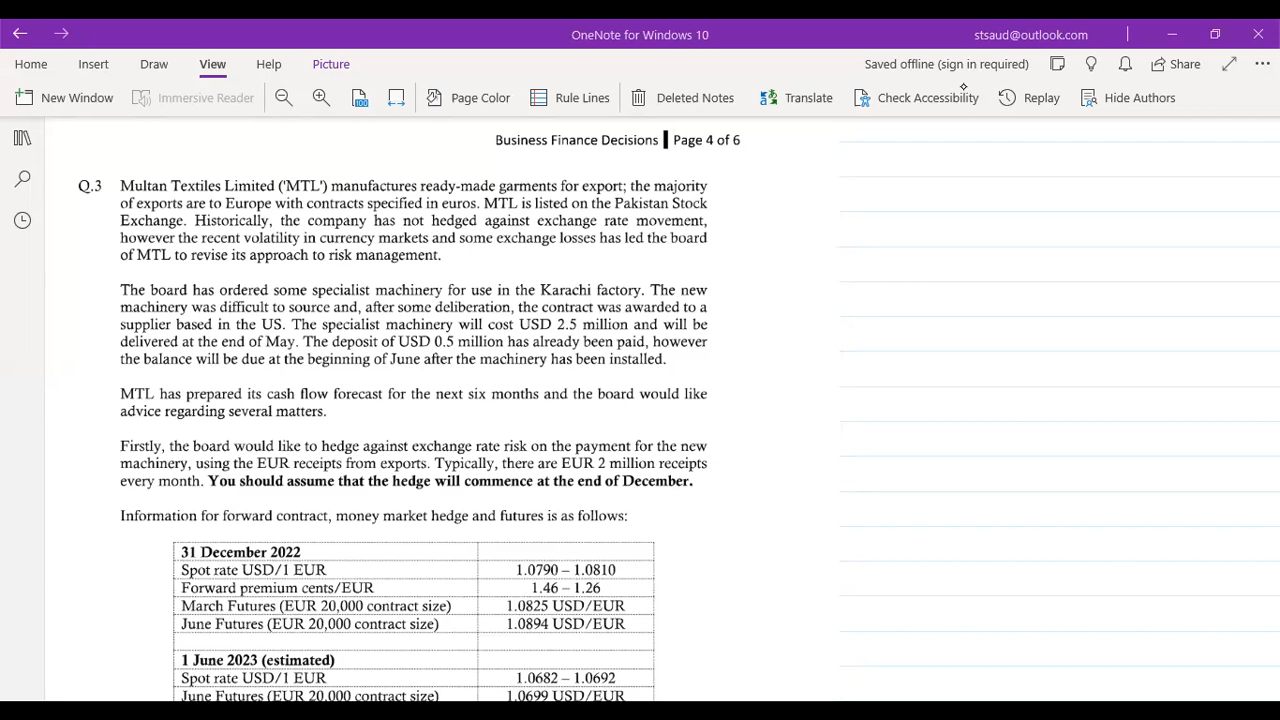 OneNote for Windows 10
stsaud@outlook.com
Home Insert Draw View Help Picture
Saved offline (sign in required) Share
New Window Immersive Reader 100 Page Color Rule Lines Deleted Notes Translate Check Accessibility Replay Hide Authors
Business Finance Decisions Page 4 of 6
Q.3 Multan Textiles Limited ('MTL') manufactures ready-made garments for export; the majority
of exports are to Europe with contracts specified in euros. MTL is listed on the Pakistan Stock
Exchange. Historically, the company has not hedged against exchange rate movement,
however the recent volatility in currency markets and some exchange losses has led the board
of MTL to revise its approach to risk management.
The board has ordered some specialist machinery for use in the Karachi factory. The new
machinery was difficult to source and, after some deliberation, the contract was awarded to a
supplier based in the US. The specialist machinery will cost USD 2.5 million and will be
delivered at the end of May. The deposit of USD 0.5 million has already been paid, however
the balance will be due at the beginning of June after the machinery has been installed.
MTL has prepared its cash flow forecast for the next six months and the board would like
advice regarding several matters.
Firstly, the board would like to hedge against exchange rate risk on the payment for the new
machinery, using the EUR receipts from exports. Typically, there are EUR 2 million receipts
every month. You should assume that the hedge will commence at the end of December.
Information for forward contract, money market hedge and futures is as follows:
31 December 2022
Spot rate USD/1 EUR 1.0790 – 1.0810
Forward premium cents/EUR 1.46 – 1.26
March Futures (EUR 20,000 contract size) 1.0825 USD/EUR
June Futures (EUR 20,000 contract size) 1.0894 USD/EUR
1 June 2023 (estimated)
Spot rate USD/1 EUR 1.0682 – 1.0692
June Futures (EUR 20,000 contract size) 1.0699 USD/EUR